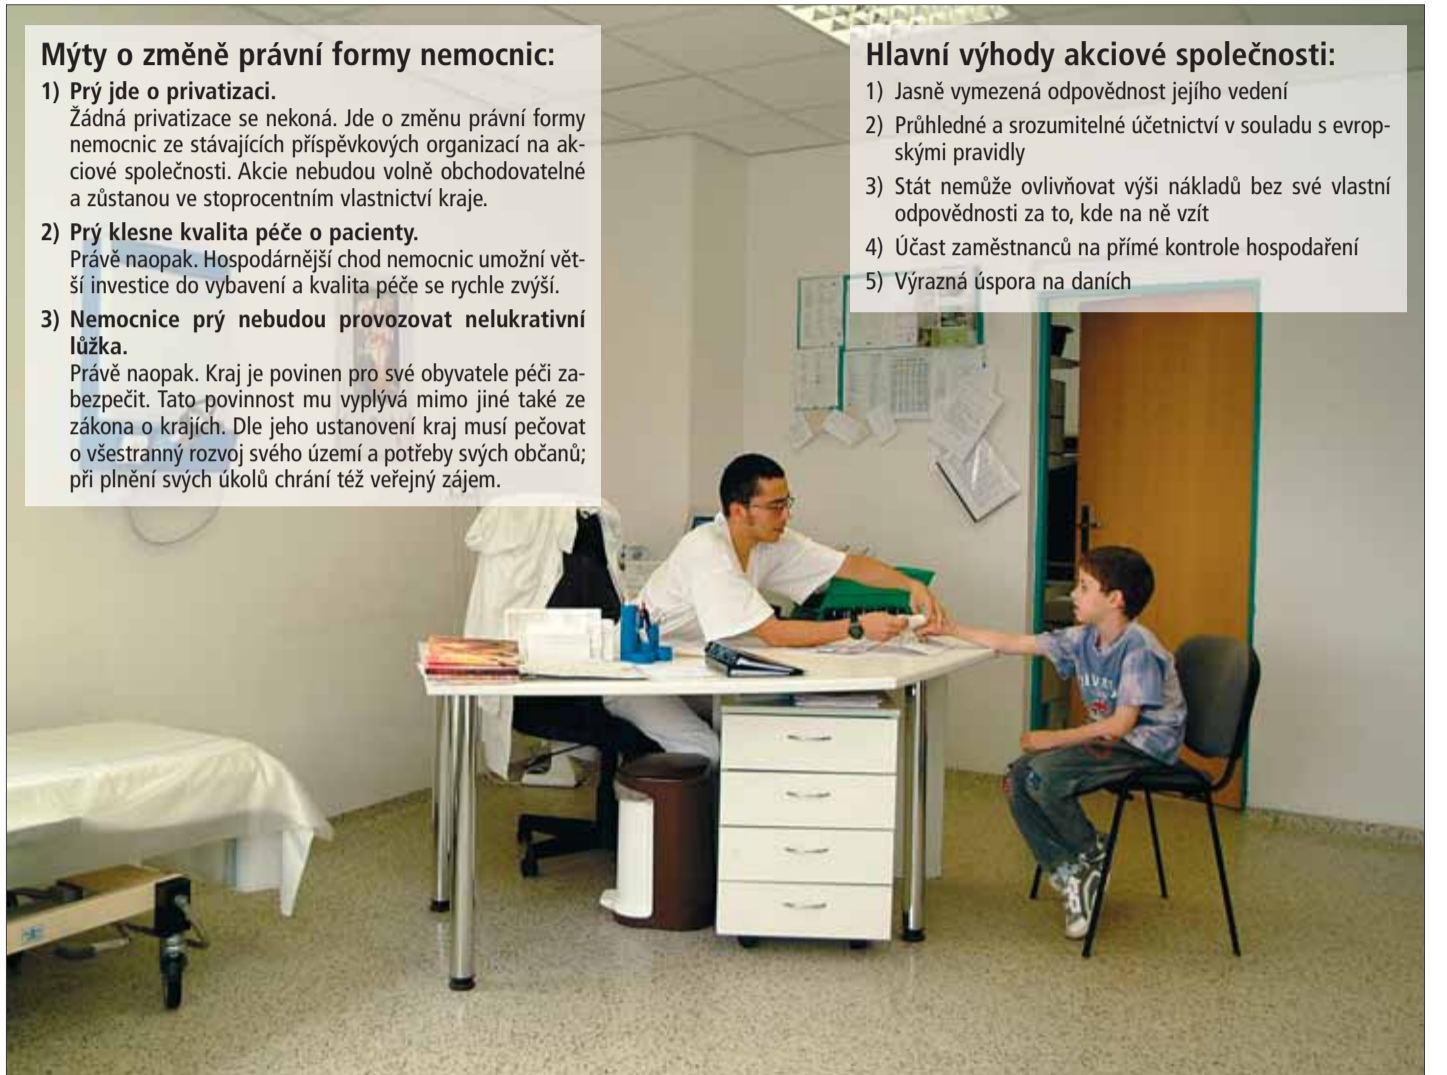 Mýty o změně právní formy nemocnic:
1) Prý jde o privatizaci.
Žádná privatizace se nekoná. Jde o změnu právní formy
nemocnic ze stávajících příspěvkových organizací na ak-
ciové společnosti. Akcie nebudou volně obchodovatelné
a zůstanou ve stoprocentním vlastnictví kraje.
2) Prý klesne kvalita péče o pacienty.
Právě naopak. Hospodárnější chod nemocnic umožní vět-
ší investice do vybavení a kvalita péče se rychle zvýší.
3) Nemocnice prý nebudou provozovat nelukrativní
lůžka.
Právě naopak. Kraj je povinen pro své obyvatele péči za-
bezpečit. Tato povinnost mu vyplývá mimo jiné také ze
zákona o krajích. Dle jeho ustanovení kraj musí pečovat
o všestranný rozvoj svého území a potřeby svých občanů;
při plnění svých úkolů chrání též veřejný zájem.
Hlavní výhody akciové společnosti:
1) Jasně vymezená odpovědnost jejího vedení
2) Průhledné a srozumitelné účetnictví v souladu s evrop-
skými pravidly
3) Stát nemůže ovlivňovat výši nákladů bez své vlastní
odpovědnosti za to, kde na ně vzít
4) Účast zaměstnanců na přímé kontrole hospodaření
5) Výrazná úspora na daních